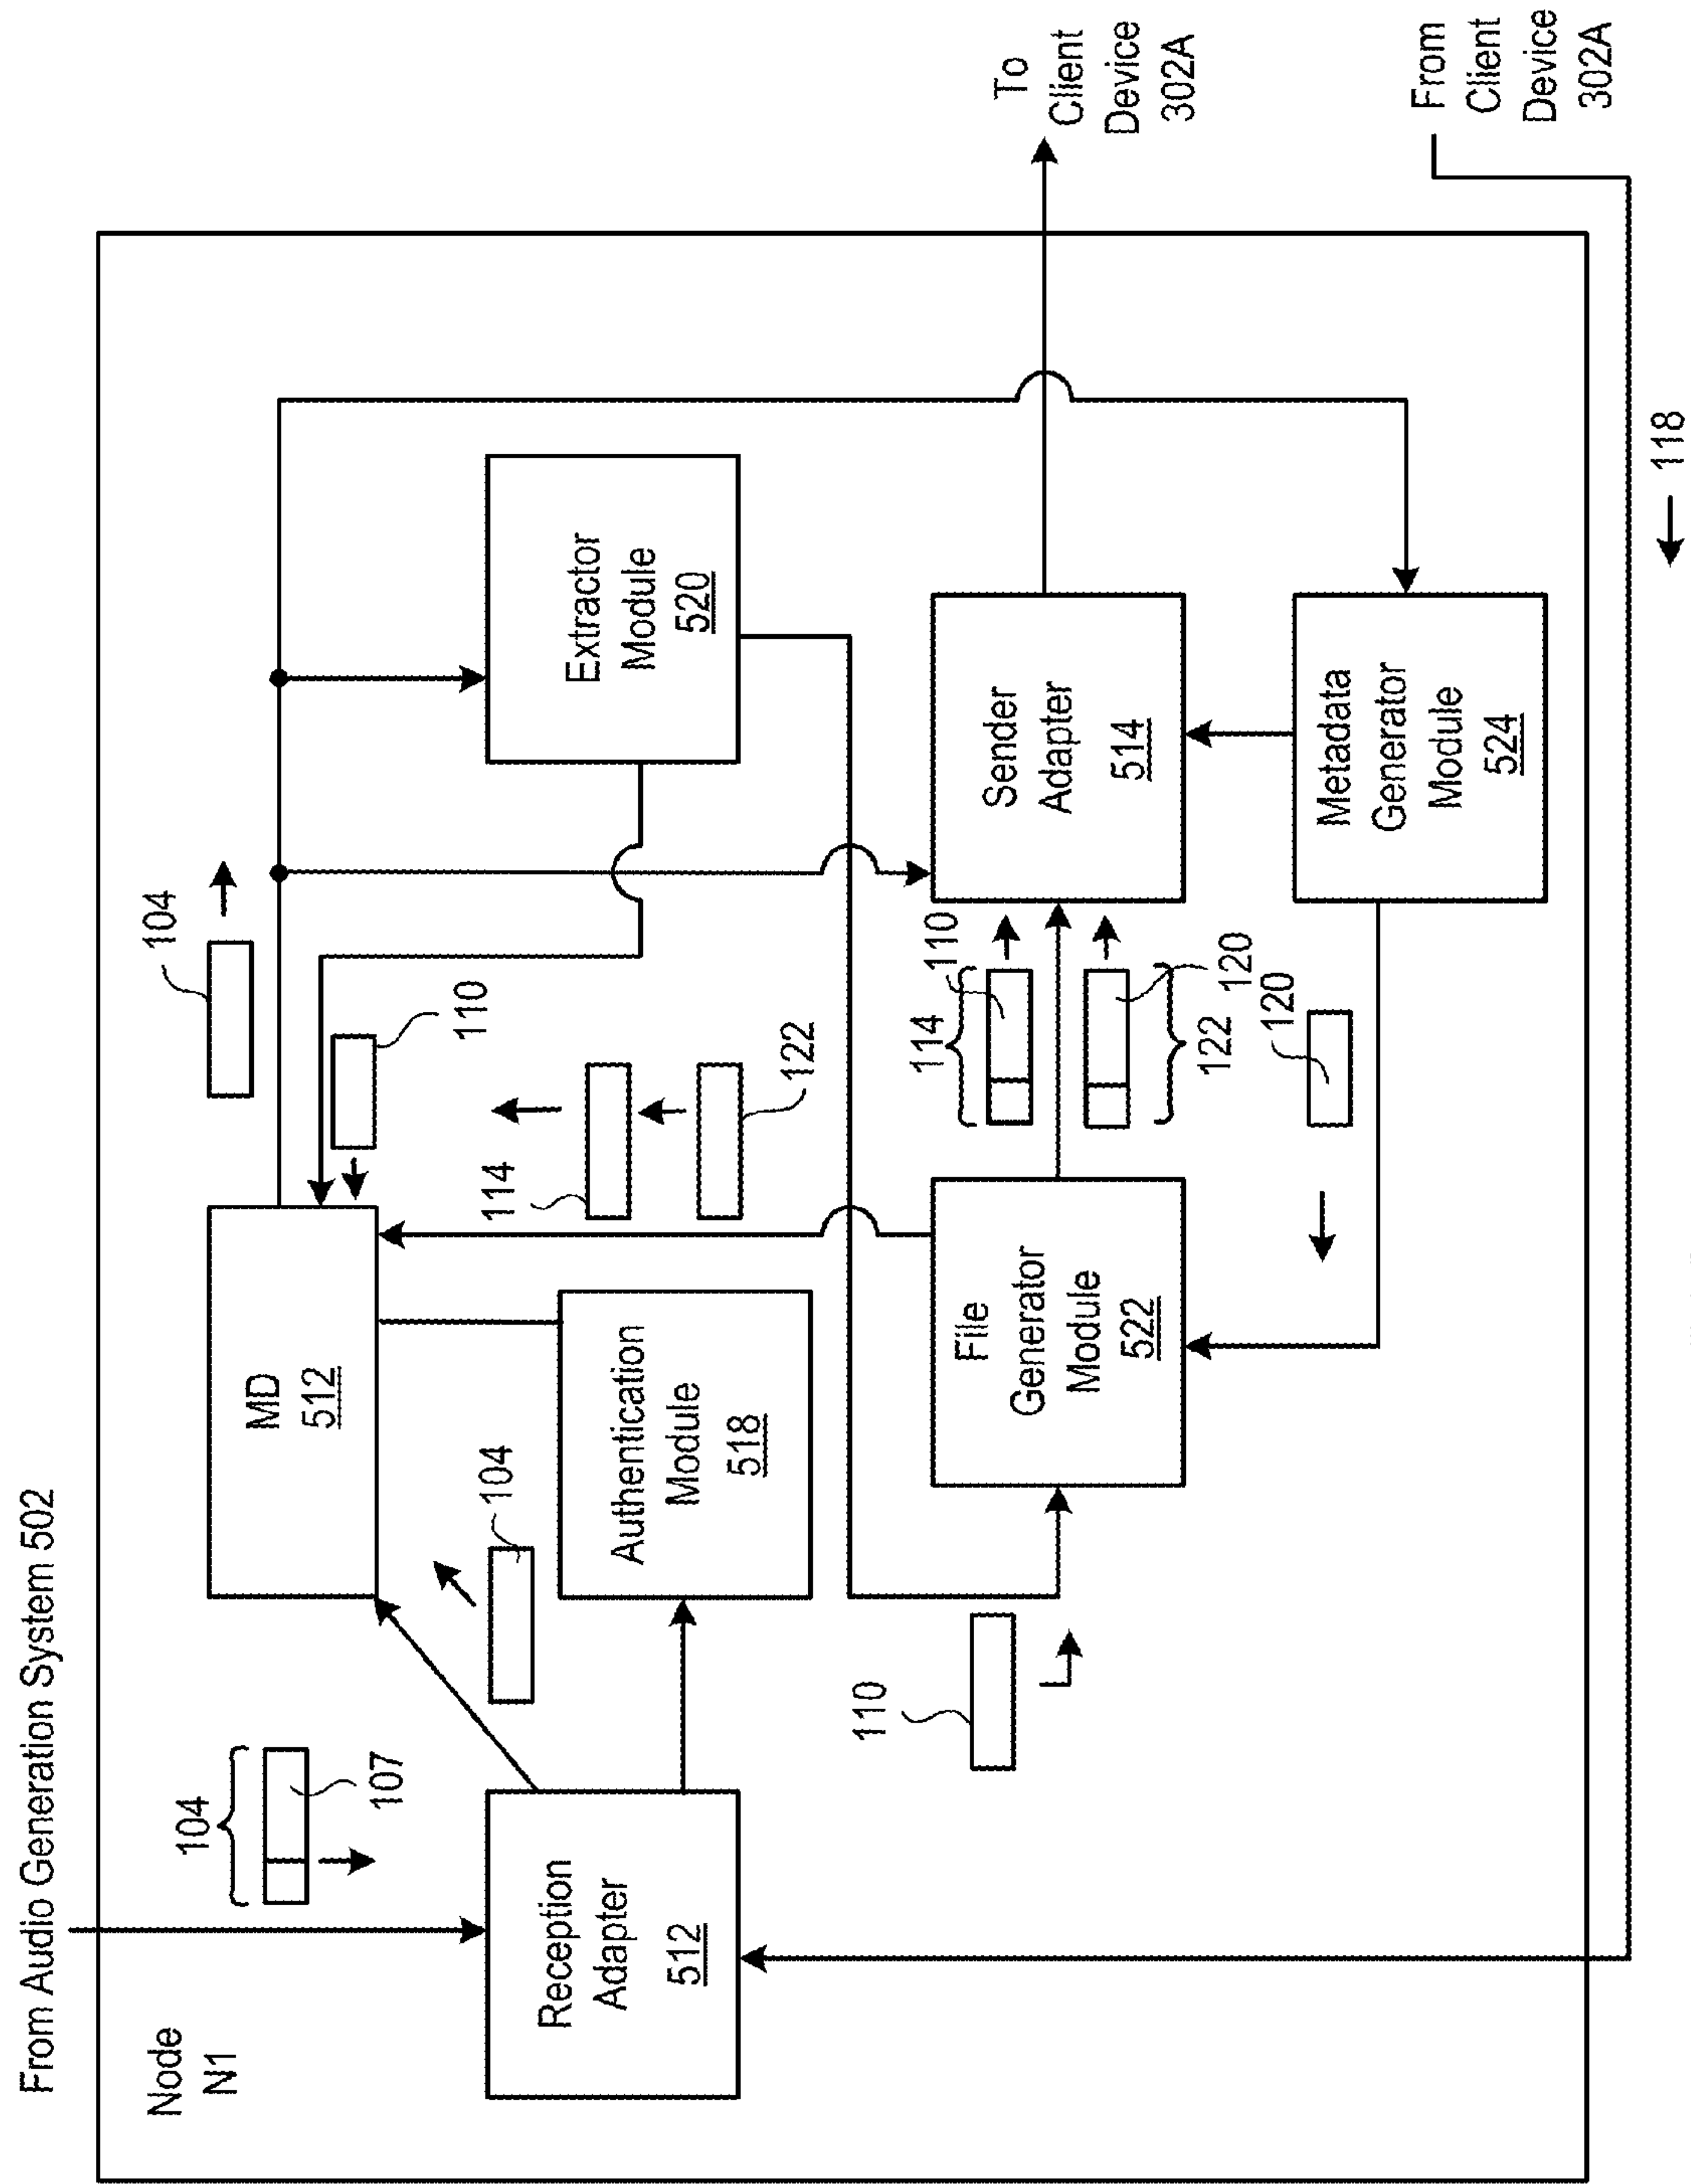 From Audio Generation System 502
Node
N1
104
107
Reception
Adapter
512
104
MD
512
Authentication
Module
518
104
110
114
122
Extractor
Module
520
110
File
Generator
Module
522
114
110
120
122
120
Sender
Adapter
514
Metadata
Generator
Module
524
To
Client
Device
302A
From
Client
Device
302A
118